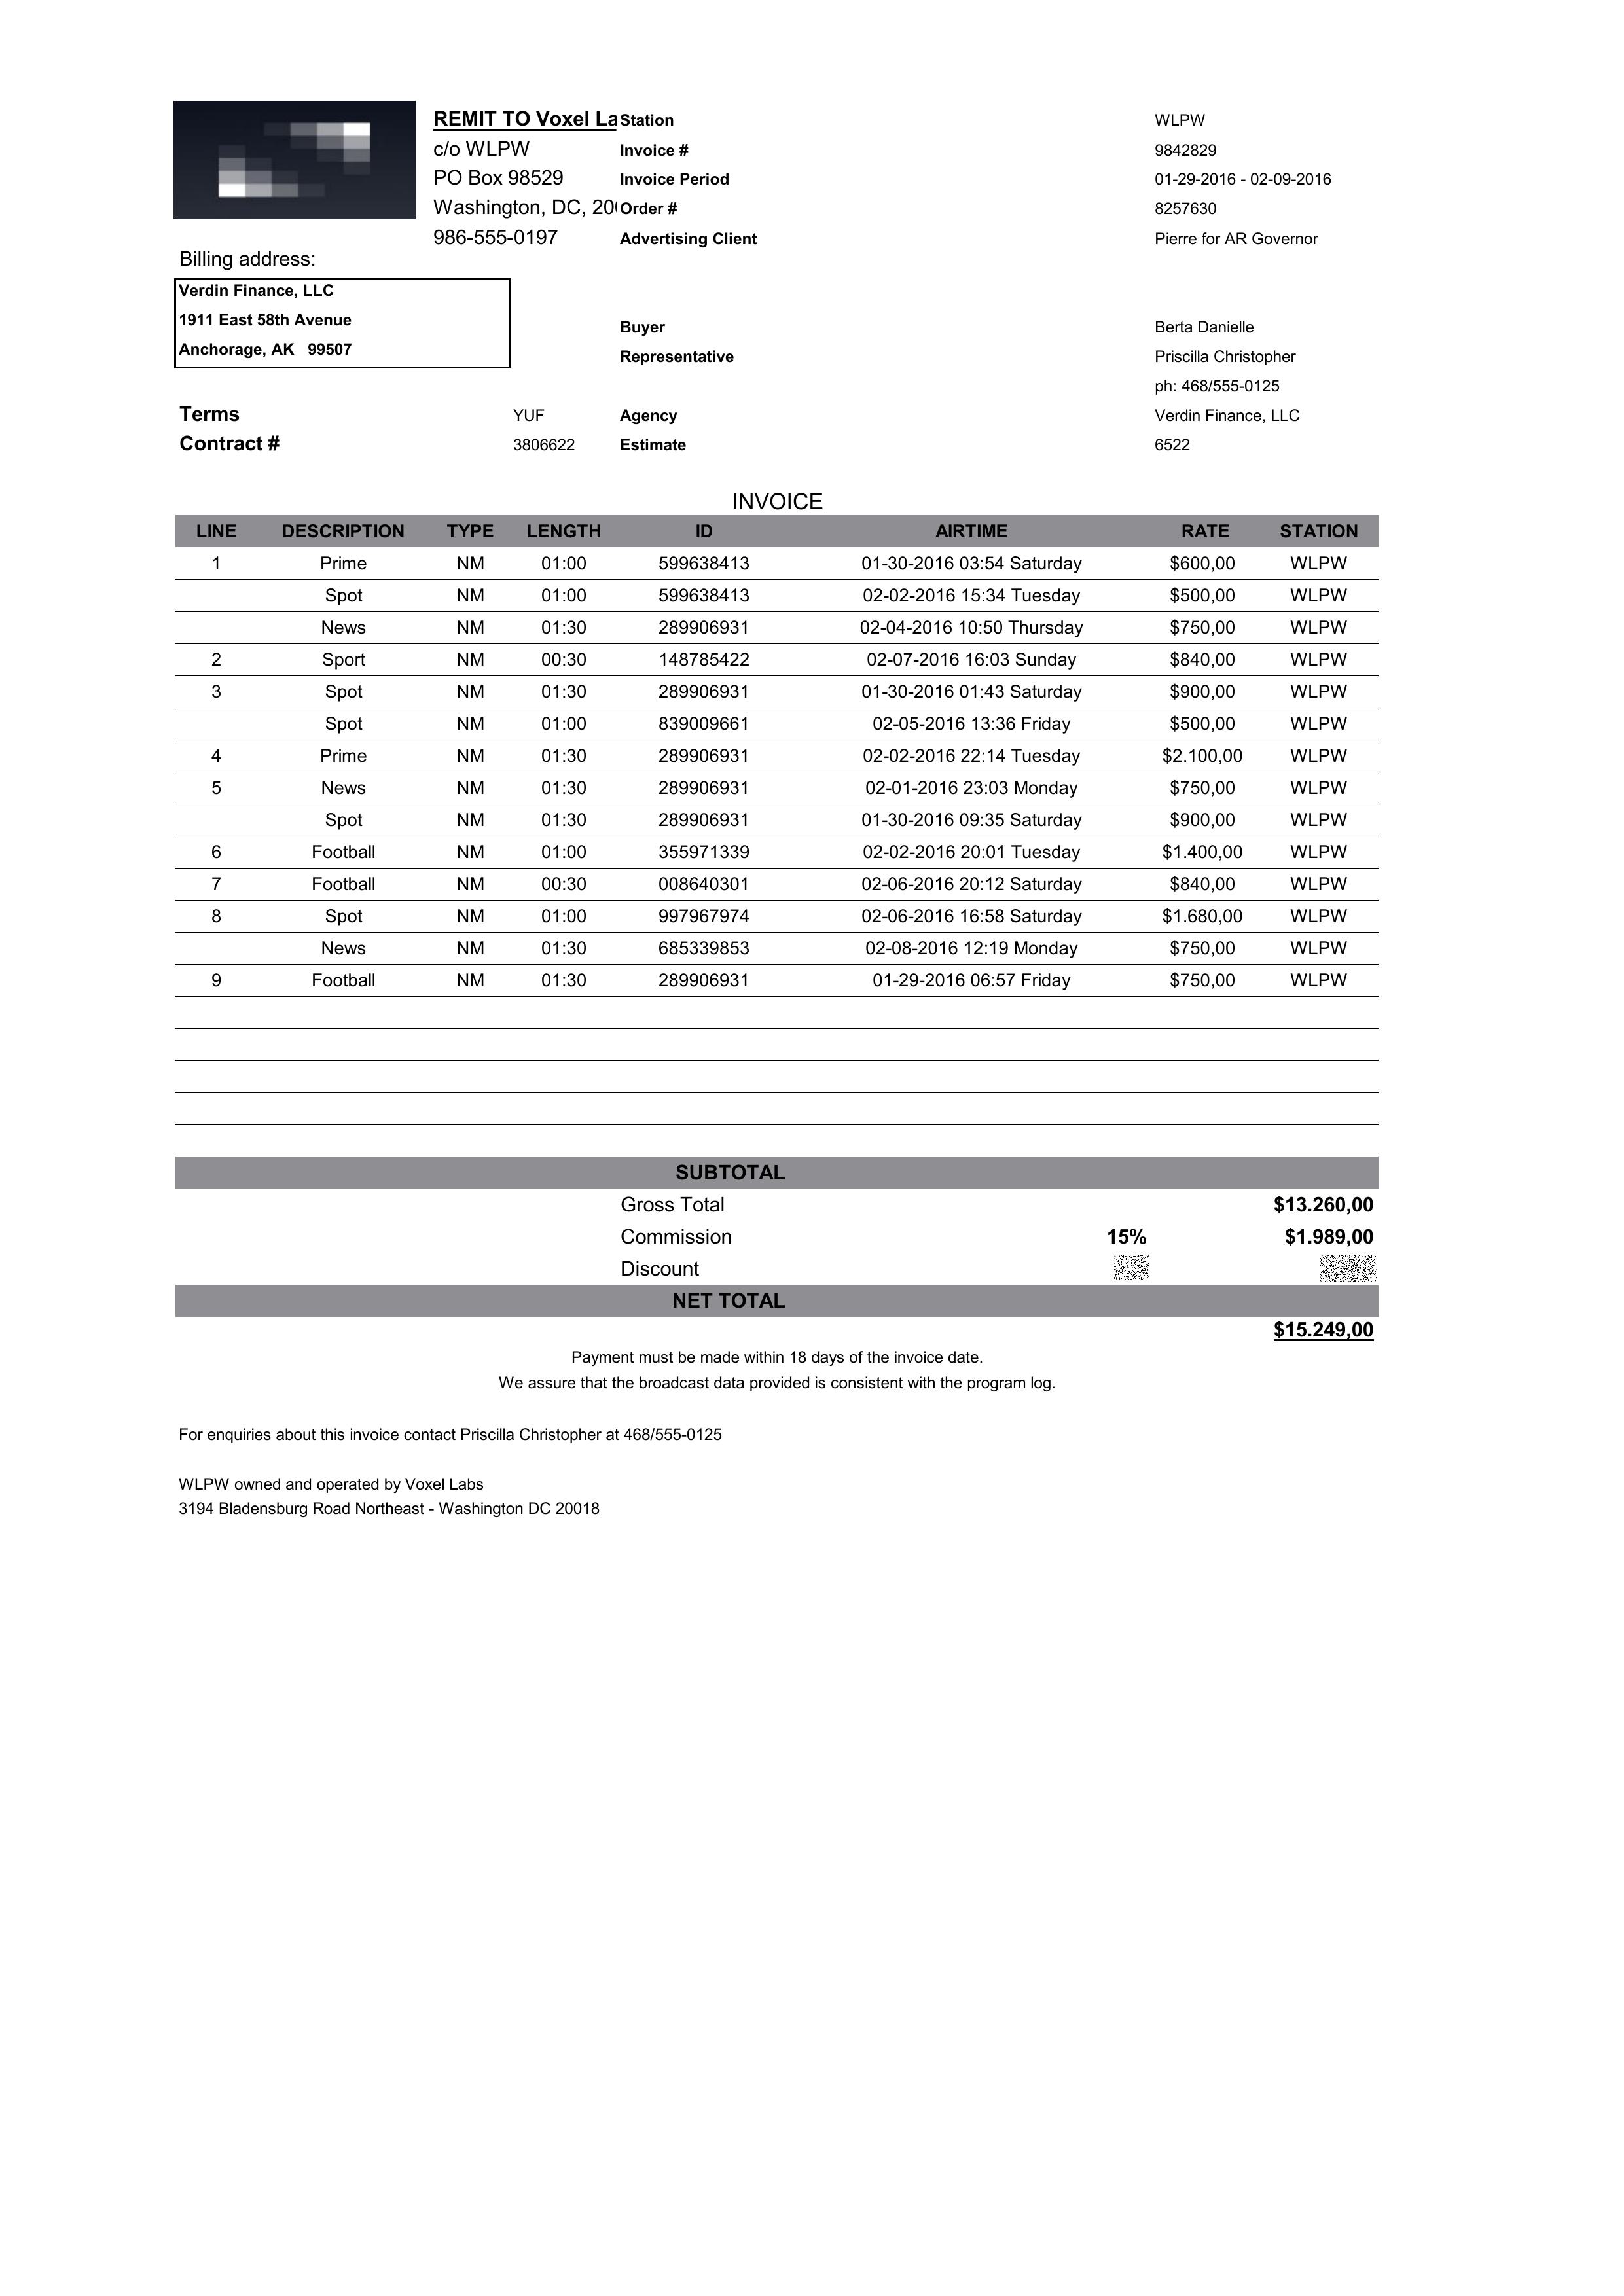 REMIT TO Voxel La
c/o WLPW
PO Box 98529
Washington, DC,
986-555-0197
Station WLPW
Invoice # 9842829
Invoice Period 01-29-2016 - 02-09-2016
Order # 8257630
Advertising Client Pierre for AR Governor
Billing address:
Verdin Finance, LLC
1911 East 58th Avenue
Anchorage, AK 99507
Buyer Berta Danielle
Representative Priscilla Christopher
ph: 468/555-0125
Terms YUF Agency Verdin Finance, LLC
Contract # 3806622 Estimate 6522
INVOICE
LINE DESCRIPTION TYPE LENGTH ID AIRTIME RATE STATION
1 Prime NM 01:00 599638413 01-30-2016 03:54 Saturday $600,00 WLPW
Spot NM 01:00 599638413 02-02-2016 15:34 Tuesday $500,00 WLPW
News NM 01:30 289906931 02-04-2016 10:50 Thursday $750,00 WLPW
2 Sport NM 00:30 148785422 02-07-2016 16:03 Sunday $840,00 WLPW
3 Spot NM 01:30 289906931 01-30-2016 01:43 Saturday $900,00 WLPW
Spot NM 01:00 839009661 02-05-2016 13:36 Friday $500,00 WLPW
4 Prime NM 01:30 289906931 02-02-2016 22:14 Tuesday $2.100,00 WLPW
5 News NM 01:30 289906931 02-01-2016 23:03 Monday $750,00 WLPW
Spot NM 01:30 289906931 01-30-2016 09:35 Saturday $900,00 WLPW
6 Football NM 01:00 355971339 02-02-2016 20:01 Tuesday $1.400,00 WLPW
7 Football NM 00:30 008640301 02-06-2016 20:12 Saturday $840,00 WLPW
8 Spot NM 01:00 997967974 02-06-2016 16:58 Saturday $1.680,00 WLPW
News NM 01:30 685339853 02-08-2016 12:19 Monday $750,00 WLPW
9 Football NM 01:30 289906931 01-29-2016 06:57 Friday $750,00 WLPW
SUBTOTAL
Gross Total $13.260,00
Commission 15% $1.989,00
Discount
NET TOTAL
$15.249,00
Payment must be made within 18 days of the invoice date.
We assure that the broadcast data provided is consistent with the program log.
For enquiries about this invoice contact Priscilla Christopher at 468/555-0125
WLPW owned and operated by Voxel Labs
3194 Bladensburg Road Northeast - Washington DC 20018